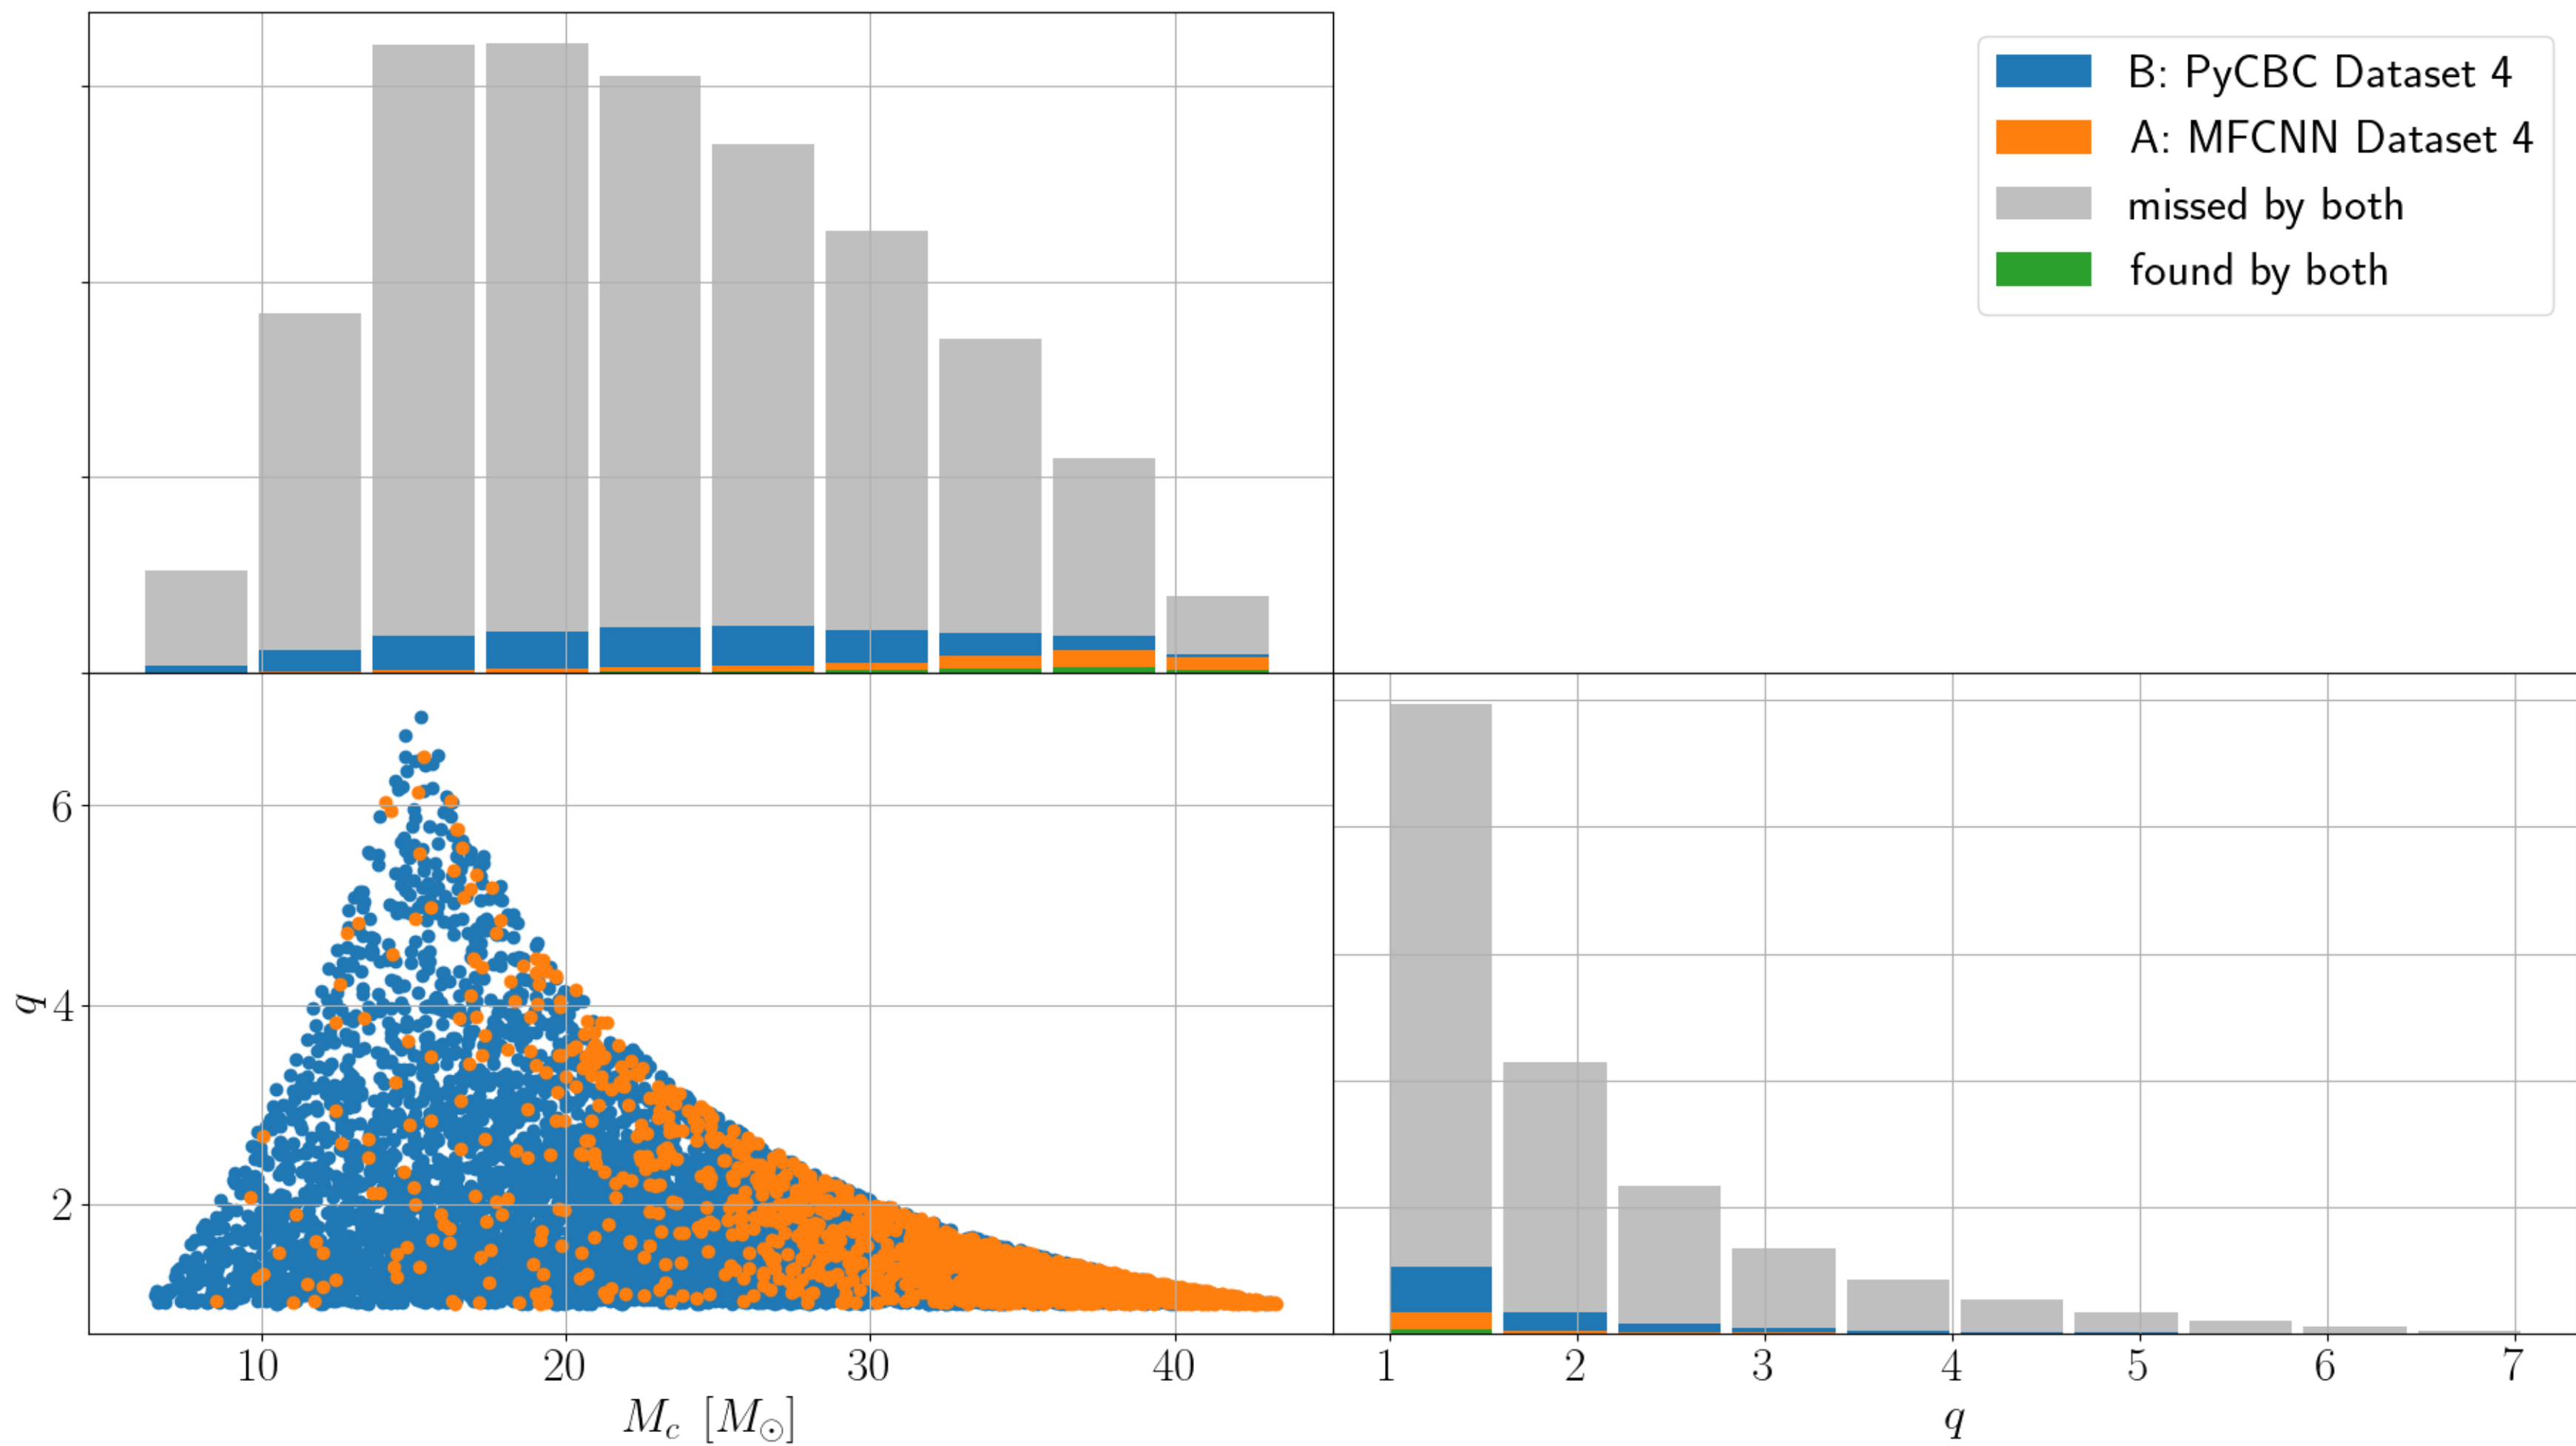 B: PyCBC Dataset 4
A: MFCNN Dataset 4
missed by both
found by both
6
4
2
q
10 20 30 40
M_c [M_⊙]
1 2 3 4 5 6 7
q